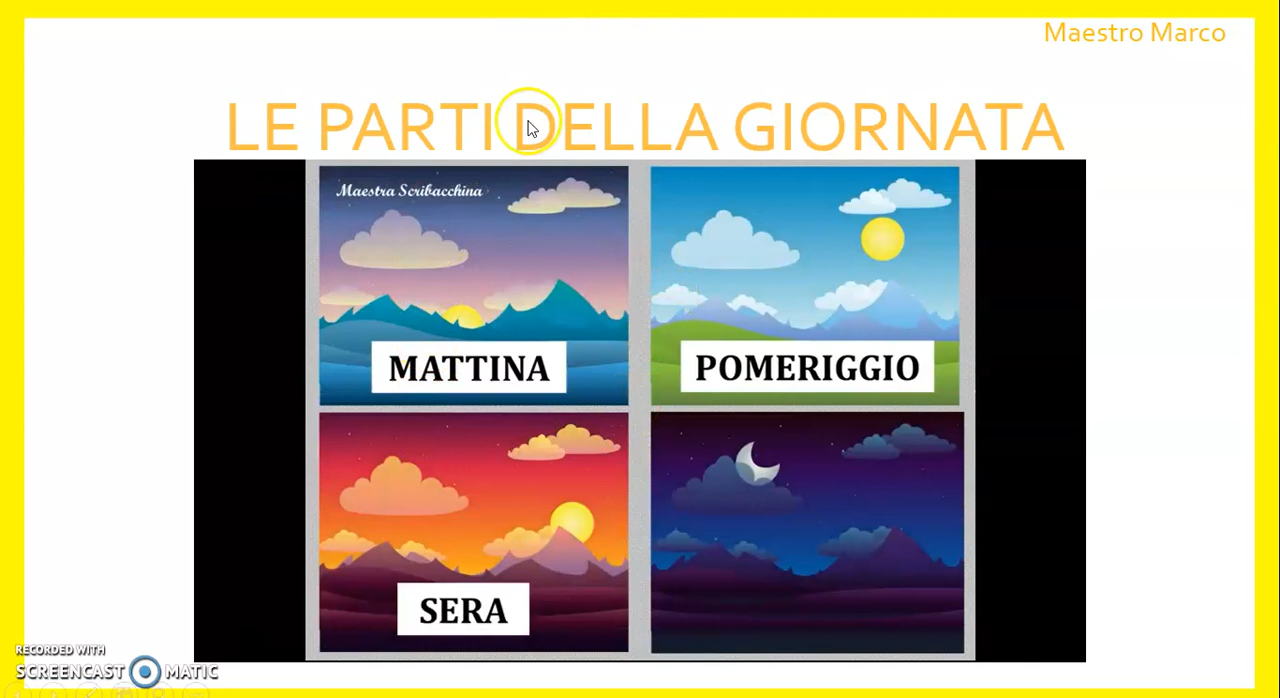 Maestro Marco
LE PARTI DELLA GIORNATA
Maestra Scribacchina
MATTINA
POMERIGGIO
SERA
RECORDED WITH
SCREENCAST MATIC